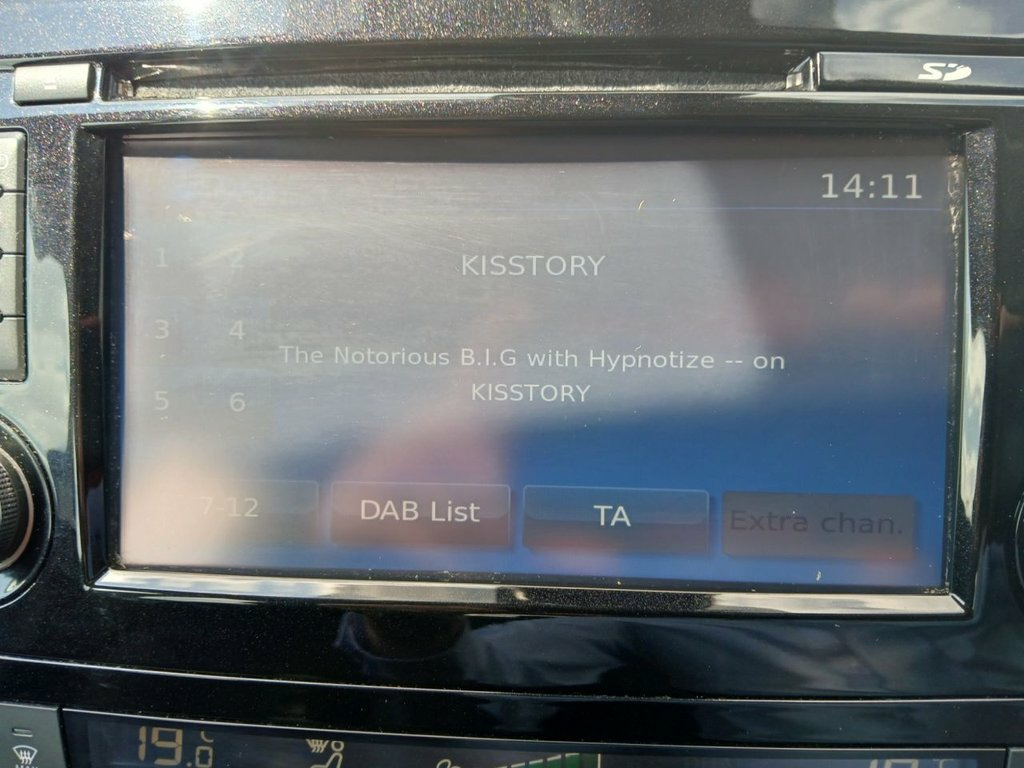 SD
14:11
1 2
KISSTORY
3 4
The Notorious B.I.G with Hypnotize -- on
KISSTORY
5 6
7-12
DAB List
TA
Extra chan.
19.0°C